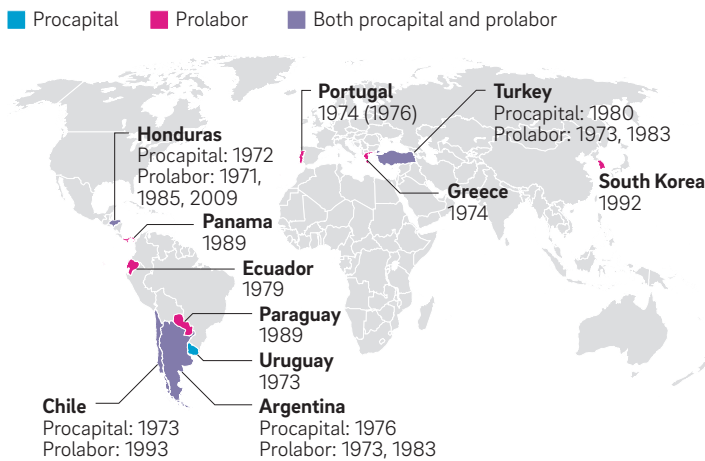 Procapital
Prolabor
Both procapital and prolabor
Portugal
1974 (1976)
Turkey
Procapital: 1980
Prolabor: 1973, 1983
Honduras
Procapital: 1972
Prolabor: 1971,
1985, 2009
South Korea
1992
Greece
1974
Panama
1989
Ecuador
1979
Paraguay
1989
Uruguay
1973
Chile
Procapital: 1973
Prolabor: 1993
Argentina
Procapital: 1976
Prolabor: 1973, 1983